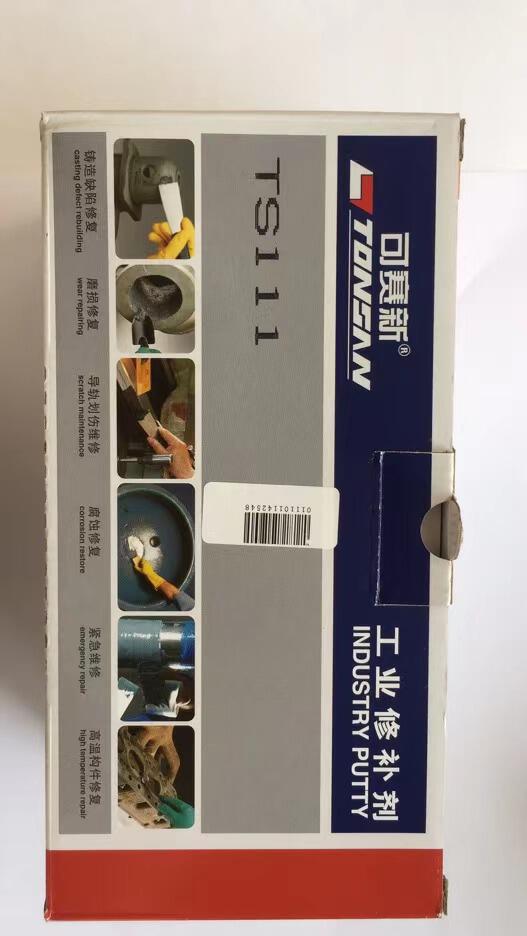 可赛新®
TONSAN
工业修补剂
INDUSTRY PUTTY
TS111
0111101142548
铸造缺陷修复
casting defect rebuilding
磨损修复
wear repairing
导轨划伤维修
scratch maintenance
腐蚀修复
corrosion restore
紧急维修
emergency repair
高温构件修复
high temperature repair